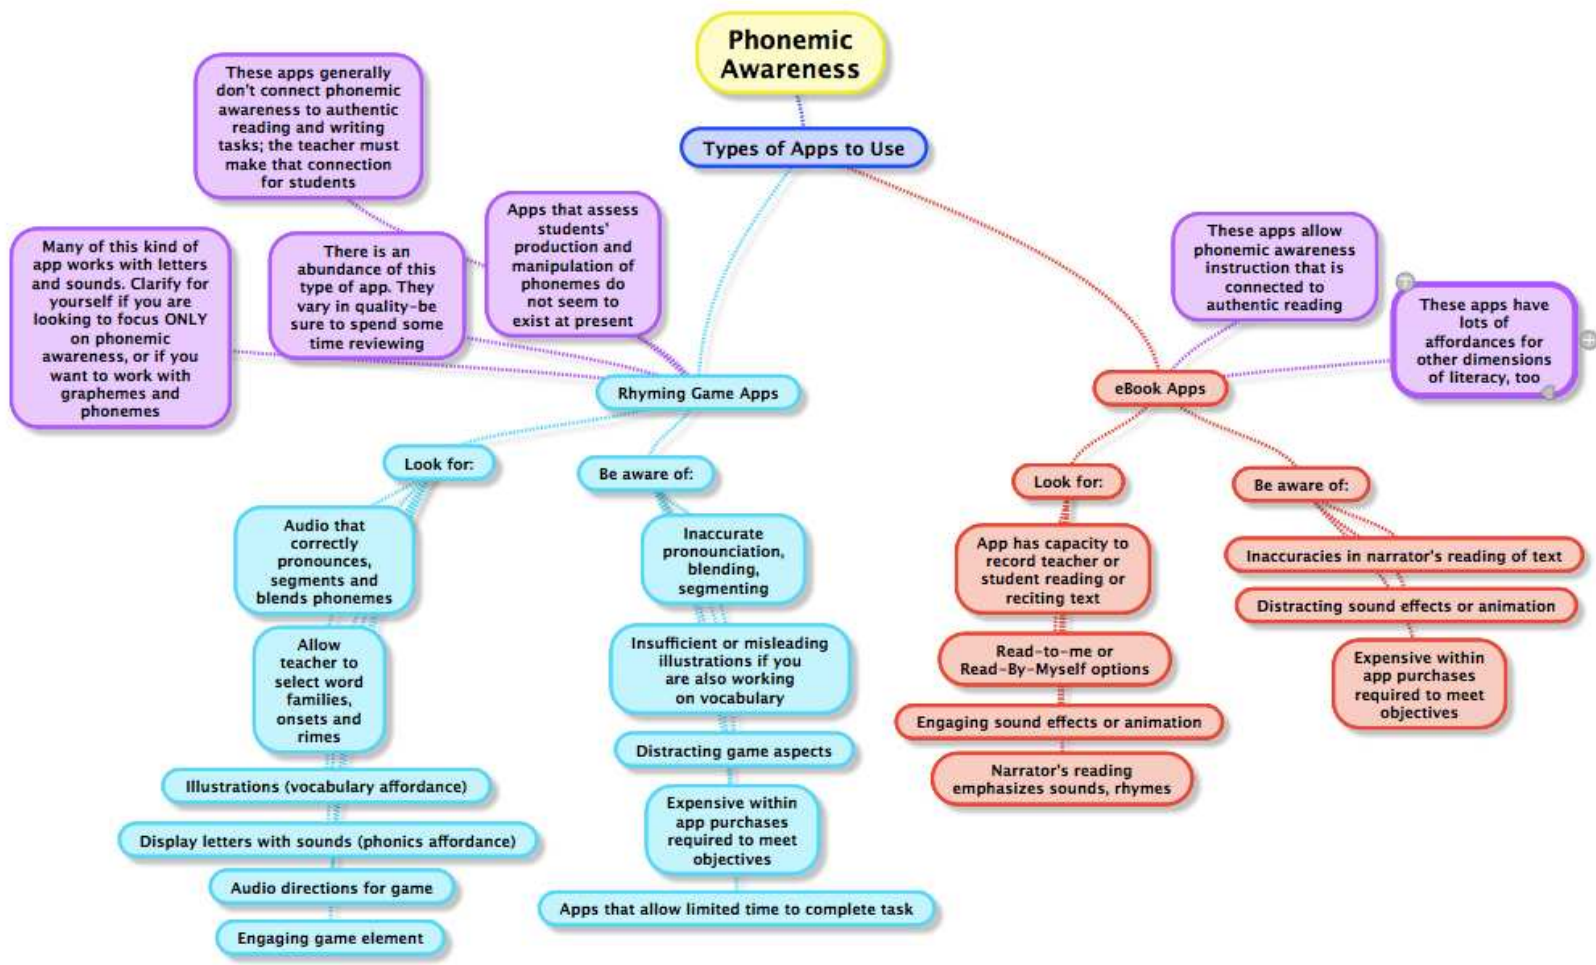 Phonemic
Awareness
Types of Apps to Use
These apps generally
don't connect phonemic
awareness to authentic
reading and writing
tasks; the teacher must
make that connection
for students
Many of this kind of
app works with letters
and sounds. Clarify for
yourself if you are
looking to focus ONLY
on phonemic
awareness, or if you
want to work with
graphemes and
phonemes
There is an
abundance of this
type of app. They
vary in quality-be
sure to spend some
time reviewing
Apps that assess
students'
production and
manipulation of
phonemes do
not seem to
exist at present
These apps allow
phonemic awareness
instruction that is
connected to
authentic reading
These apps have
lots of
affordances for
other dimensions
of literacy, too
Rhyming Game Apps
Look for:
Audio that
correctly
pronounces,
segments and
blends phonemes
Allow
teacher to
select word
families,
onsets and
rimes
Illustrations (vocabulary affordance)
Display letters with sounds (phonics affordance)
Audio directions for game
Engaging game element
Be aware of:
Inaccurate
pronounciation,
blending,
segmenting
Insufficient or misleading
illustrations if you
are also working
on vocabulary
Distracting game aspects
Expensive within
app purchases
required to meet
objectives
Apps that allow limited time to complete task
eBook Apps
Look for:
App has capacity to
record teacher or
student reading or
reciting text
Read-to-me or
Read-By-Myself options
Engaging sound effects or animation
Narrator's reading
emphasizes sounds, rhymes
Be aware of:
Inaccuracies in narrator's reading of text
Distracting sound effects or animation
Expensive within
app purchases
required to meet
objectives